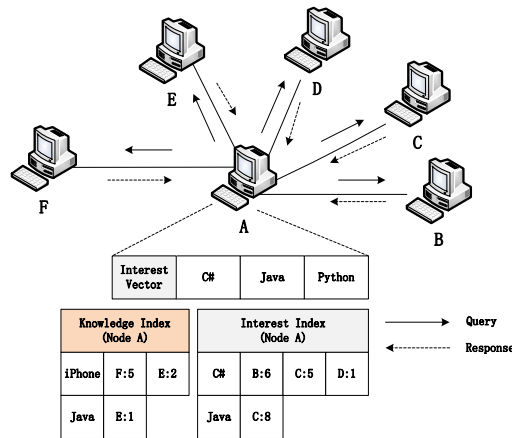 E
D
C
F
A
B
Interest Vector C# Java Python
Knowledge Index (Node A)
iPhone F:5 E:2
Java E:1
Interest Index (Node A)
C# B:6 C:5 D:1
Java C:8
Query
Response